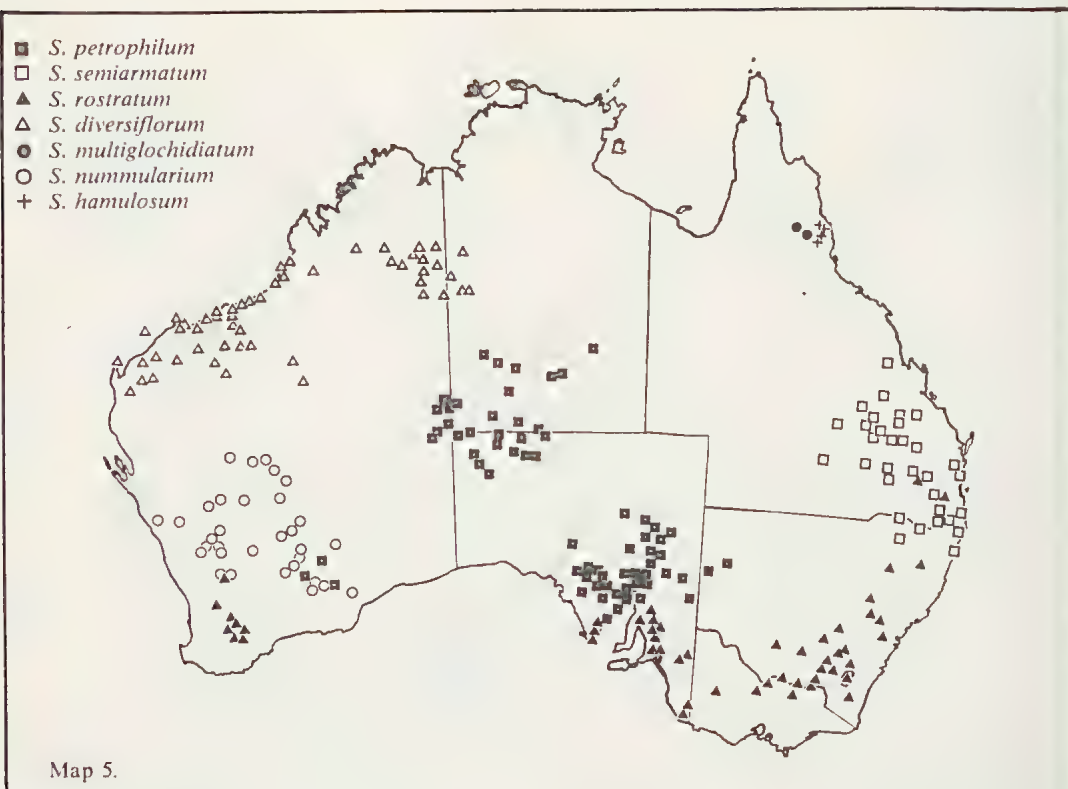 S. petrophilum
S. semiarmatum
S. rostratum
S. diversiflorum
S. multiglochidiatum
S. nummularium
S. hamulosum
Map 5.